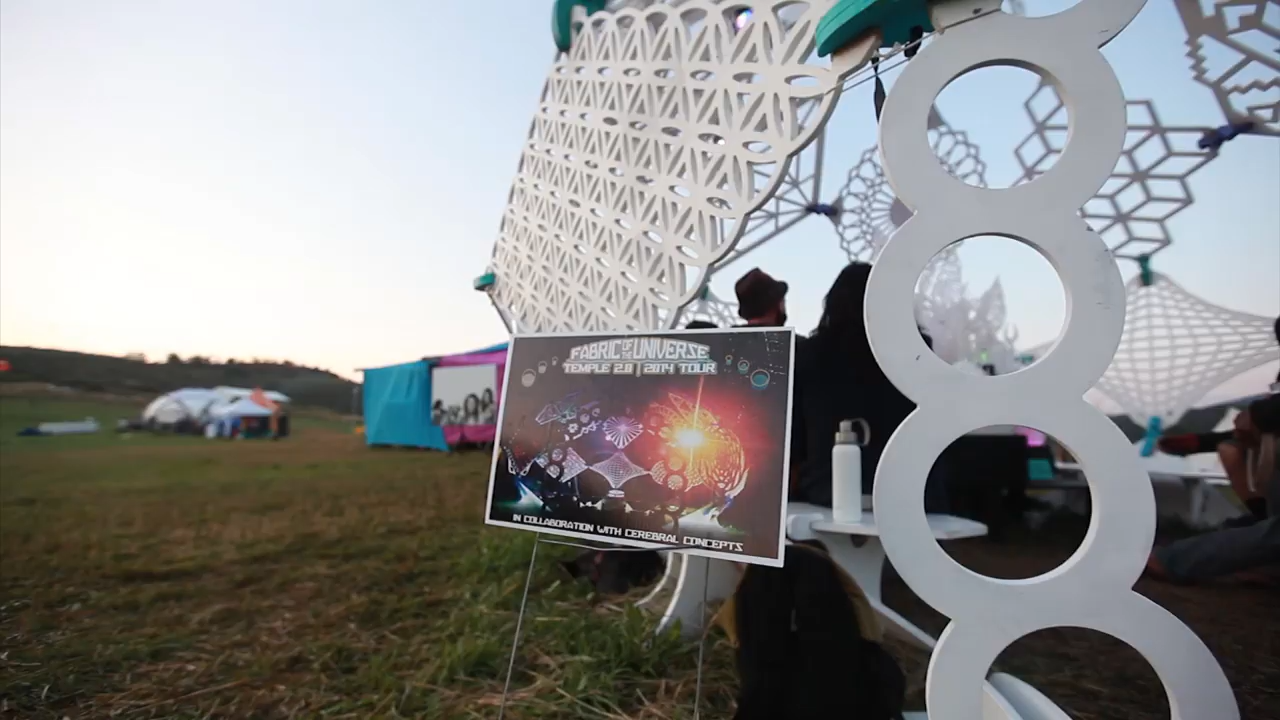 FABRIC OF THE UNIVERSE
TEMPLE 2.0 | 2014 TOUR
IN COLLABORATION WITH CEREBRAL CONCEPTS